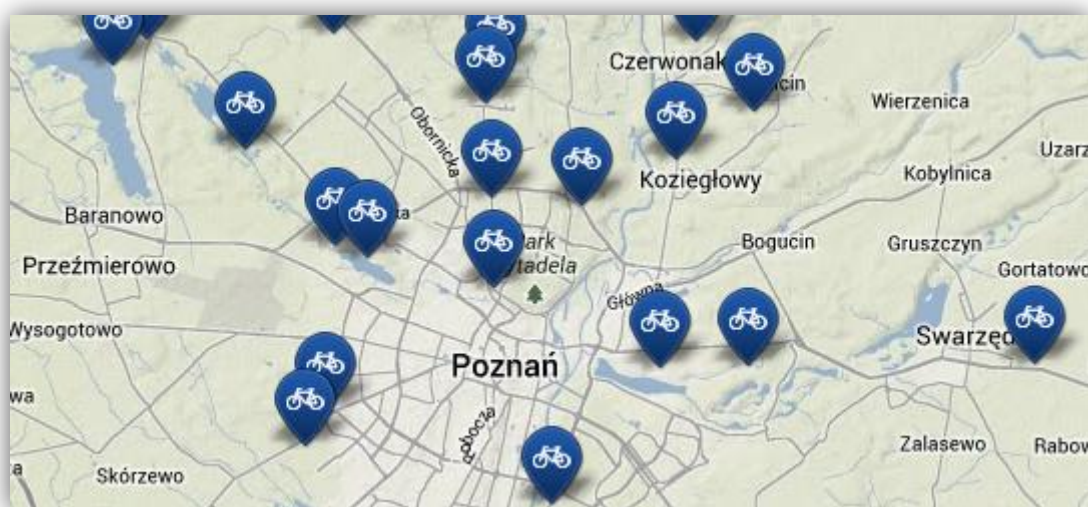 Czerwonak
Wierzenica
Obornicka
Uzarz
Koziegłowy
Kobylnica
Baranowo
Bogucin
Gruszczyn
Przeźmierowo
Gortatowo
Główna
Wysogotowo
Swarzęd
Poznań
Zalasewo
Rabow
Skórzewo